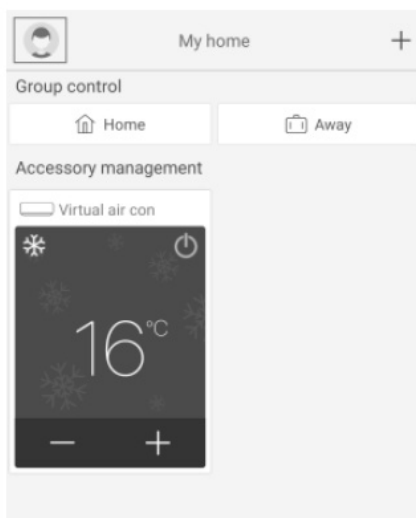 My home
Group control
Home
Away
Accessory management
Virtual air con
16°C